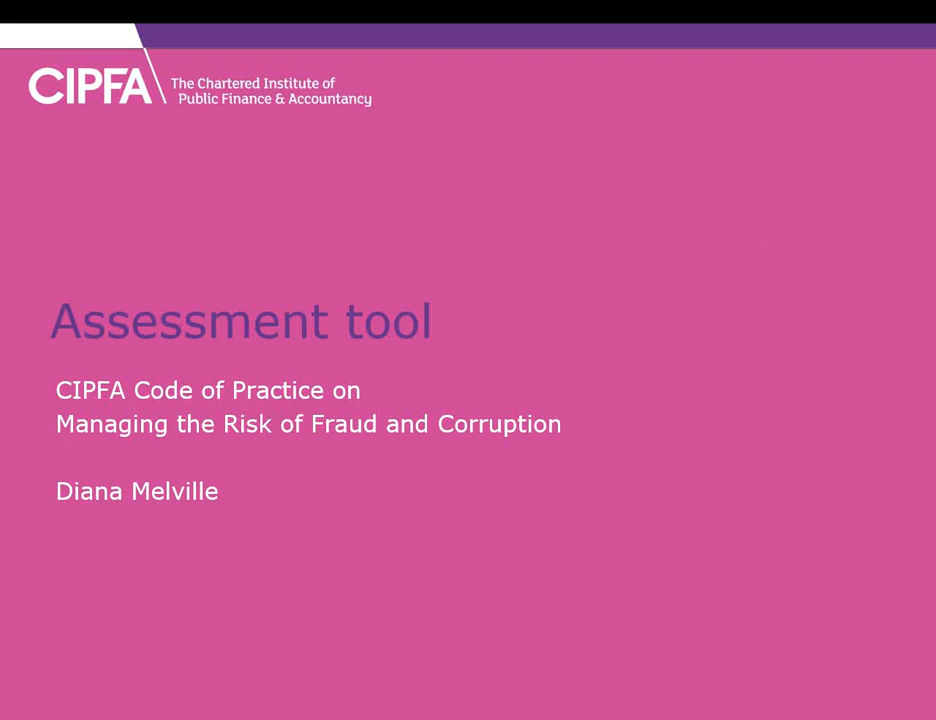 CIPFA
The Chartered Institute of
Public Finance & Accountancy
Assessment tool
CIPFA Code of Practice on
Managing the Risk of Fraud and Corruption
Diana Melville